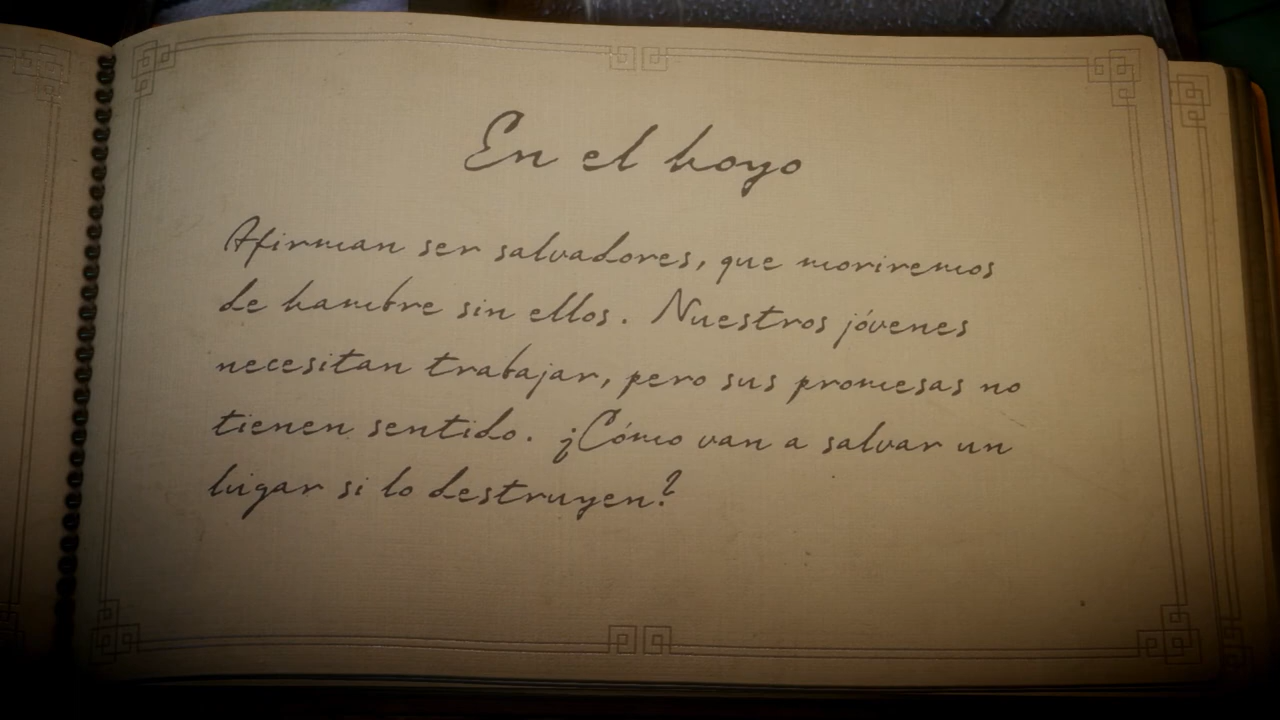 En el hoyo
Afirman ser salvadores, que moriremos
de hambre sin ellos. Nuestros jóvenes
necesitan trabajar, pero sus promesas no
tienen sentido. ¿Cómo van a salvar un
lugar si lo destruyen?